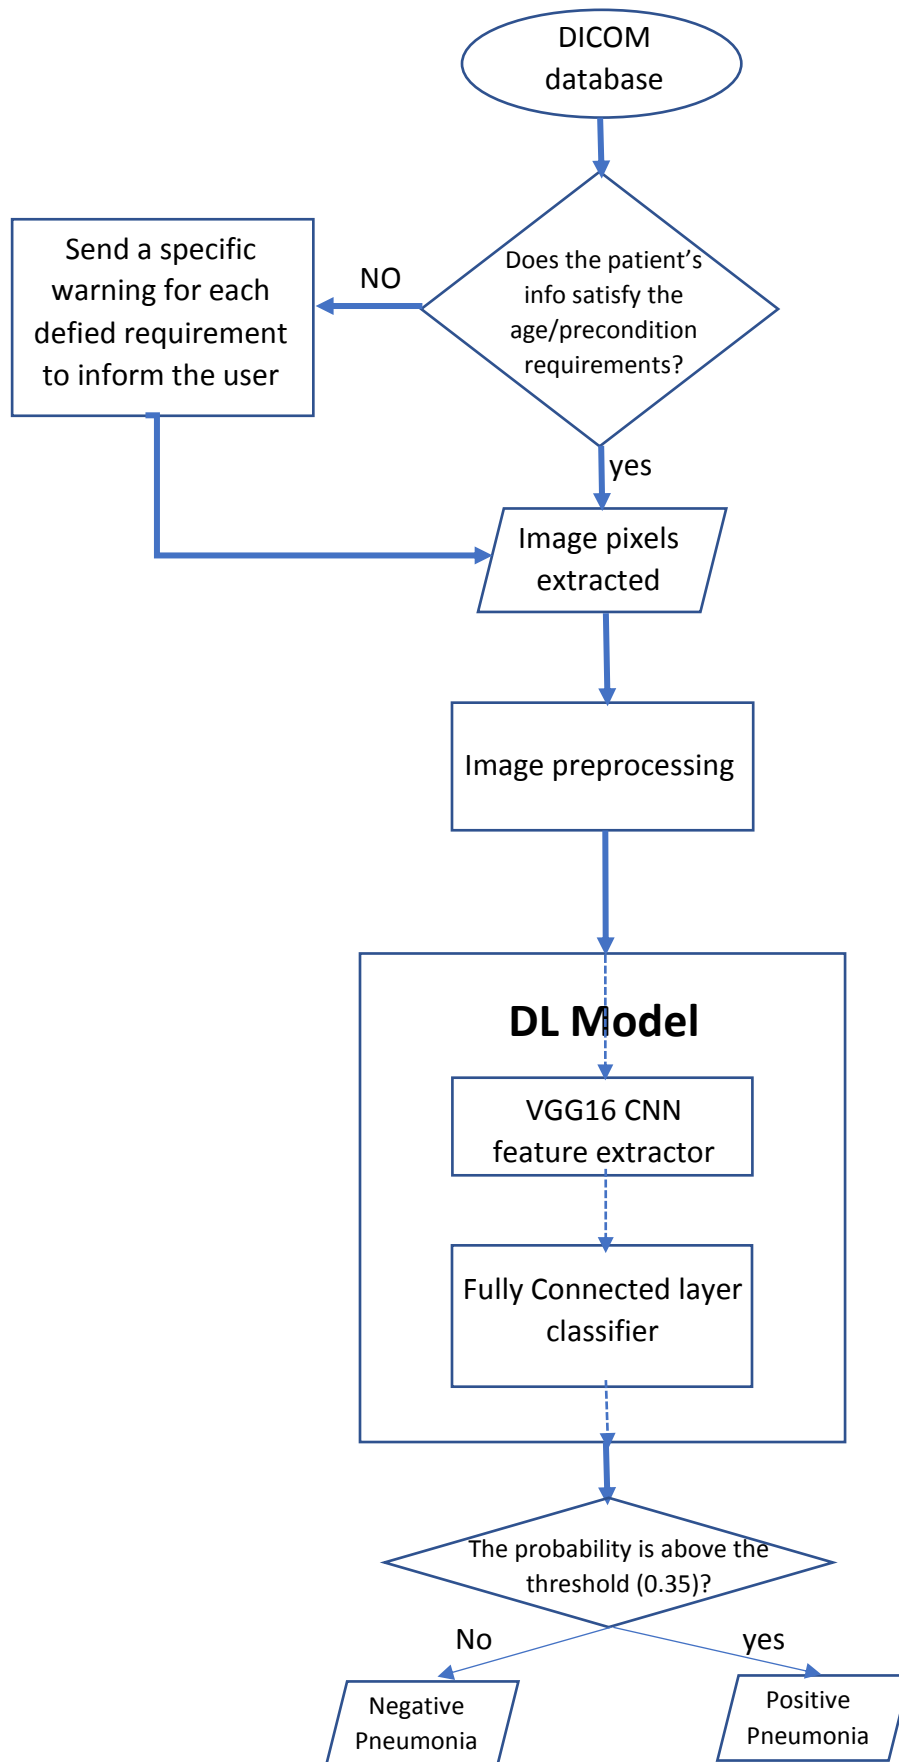 DICOM
database
Does the patient's
info satisfy the
age/precondition
requirements?
NO
Send a specific
warning for each
defied requirement
to inform the user
yes
Image pixels
extracted
Image preprocessing
DL Model
VGG16 CNN
feature extractor
Fully Connected layer
classifier
The probability is above the
threshold (0.35)?
No
yes
Negative
Pneumonia
Positive
Pneumonia